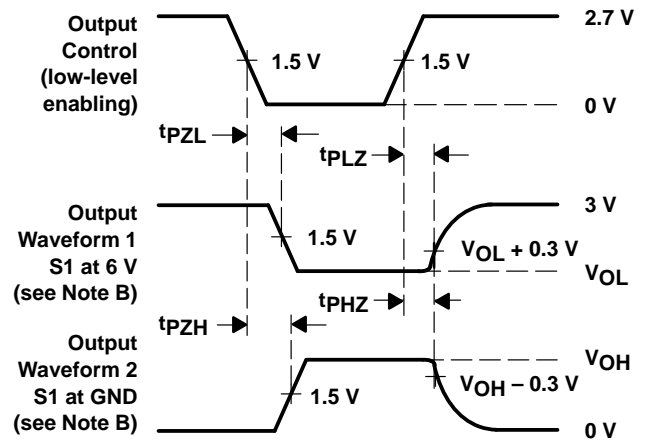 Output
Control
(low-level
enabling)
2.7 V
1.5 V
1.5 V
0 V
tPZL
tPLZ
Output
Waveform 1
S1 at 6 V
(see Note B)
3 V
1.5 V
VOL + 0.3 V
VOL
tPHZ
tPZH
Output
Waveform 2
S1 at GND
(see Note B)
VOH
1.5 V
VOH – 0.3 V
0 V